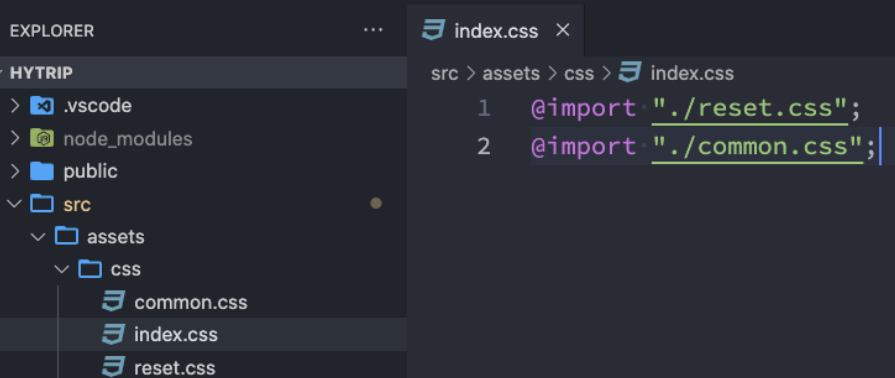 EXPLORER
HYTRIP
.vscode
node_modules
public
src
assets
css
common.css
index.css
reset.css
index.css
src > assets > css > index.css
1 @import "./reset.css";
2 @import "./common.css";